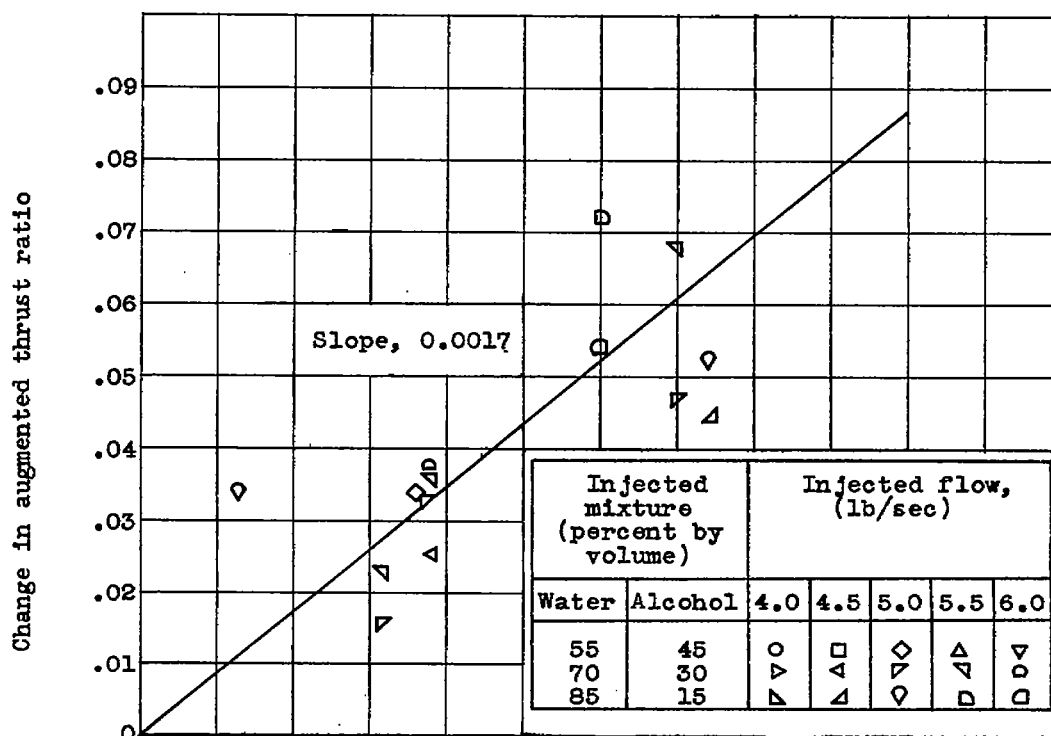 Change in augmented thrust ratio
.09
.08
.07
.06
.05
.04
.03
.02
.01
0
Slope, 0.0017
Injected
mixture
(percent by
volume)
Injected flow,
(lb/sec)
Water Alcohol 4.0 4.5 5.0 5.5 6.0
55 45
70 30
85 15